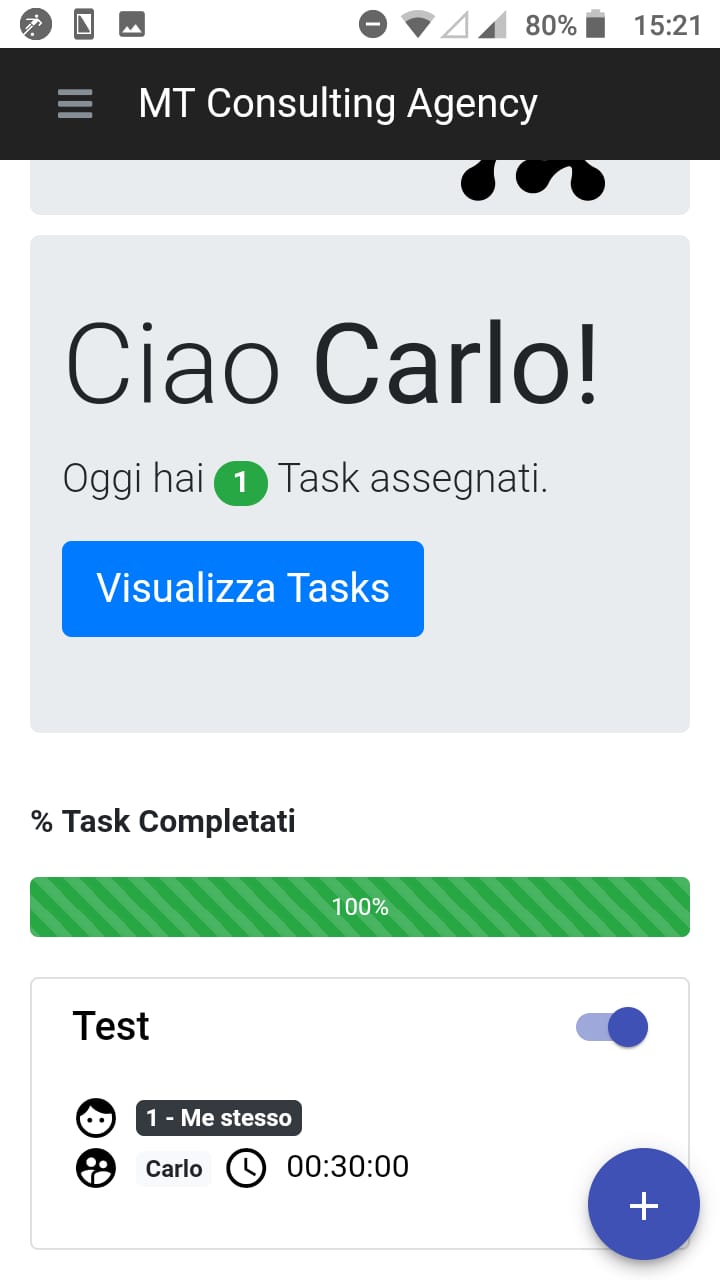 80% 15:21
MT Consulting Agency
Ciao Carlo!
Oggi hai 1 Task assegnati.
Visualizza Tasks
% Task Completati
100%
Test
1 - Me stesso
Carlo 00:30:00
+